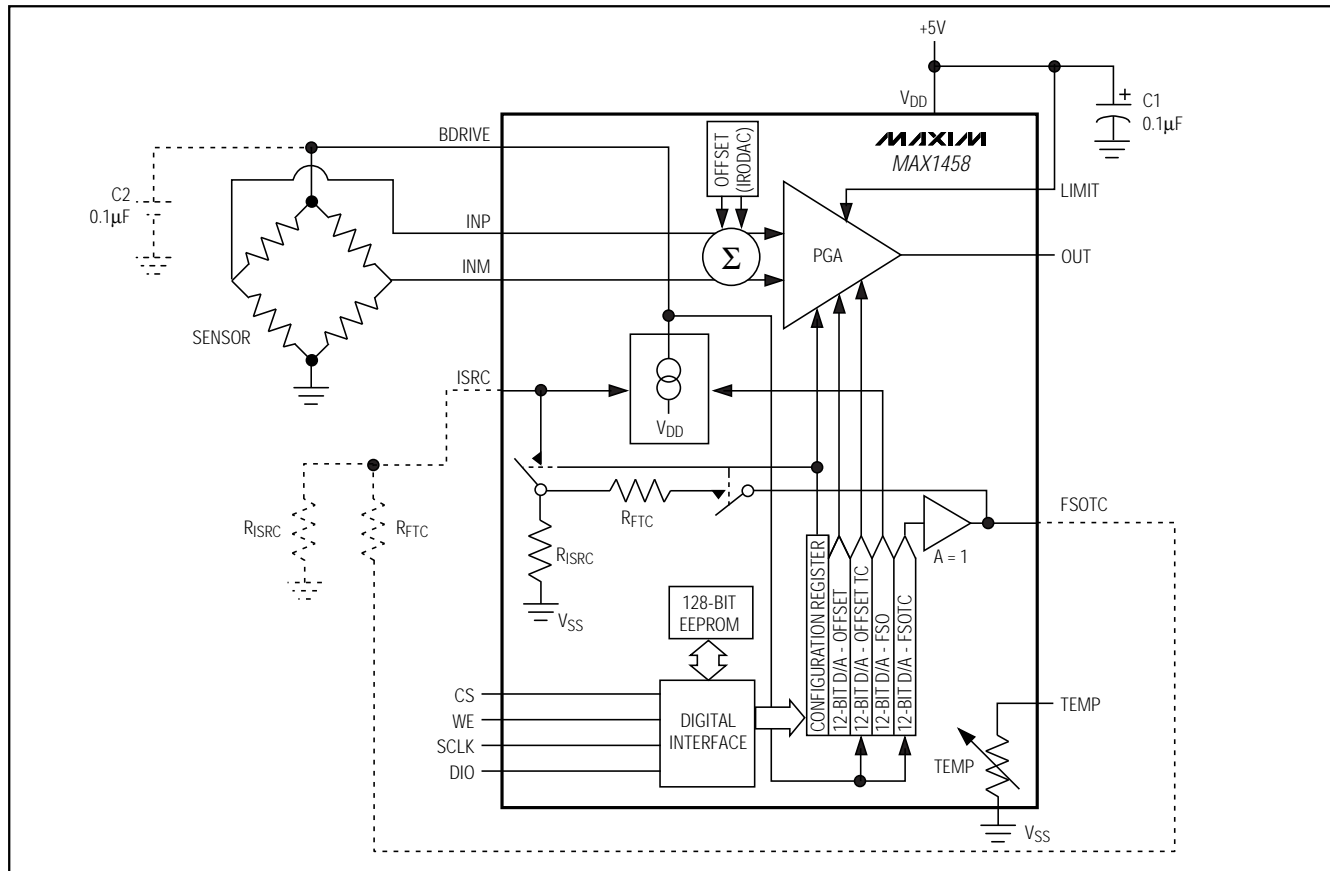 +5V
VDD
C1
0.1µF
BDRIVE
OFFSET
(IRODAC)
MAXIM
MAX1458
LIMIT
C2
0.1µF
INP
PGA
OUT
Σ
INM
SENSOR
ISRC
VDD
RISRC
RFTC
RFTC
RISRC
VSS
FSOTC
A = 1
CONFIGURATION REGISTER
12-BIT D/A - OFFSET
12-BIT D/A - OFFSET TC
12-BIT D/A - FSO
12-BIT D/A - FSOTC
128-BIT
EEPROM
CS
WE
SCLK
DIO
DIGITAL
INTERFACE
TEMP
TEMP
VSS